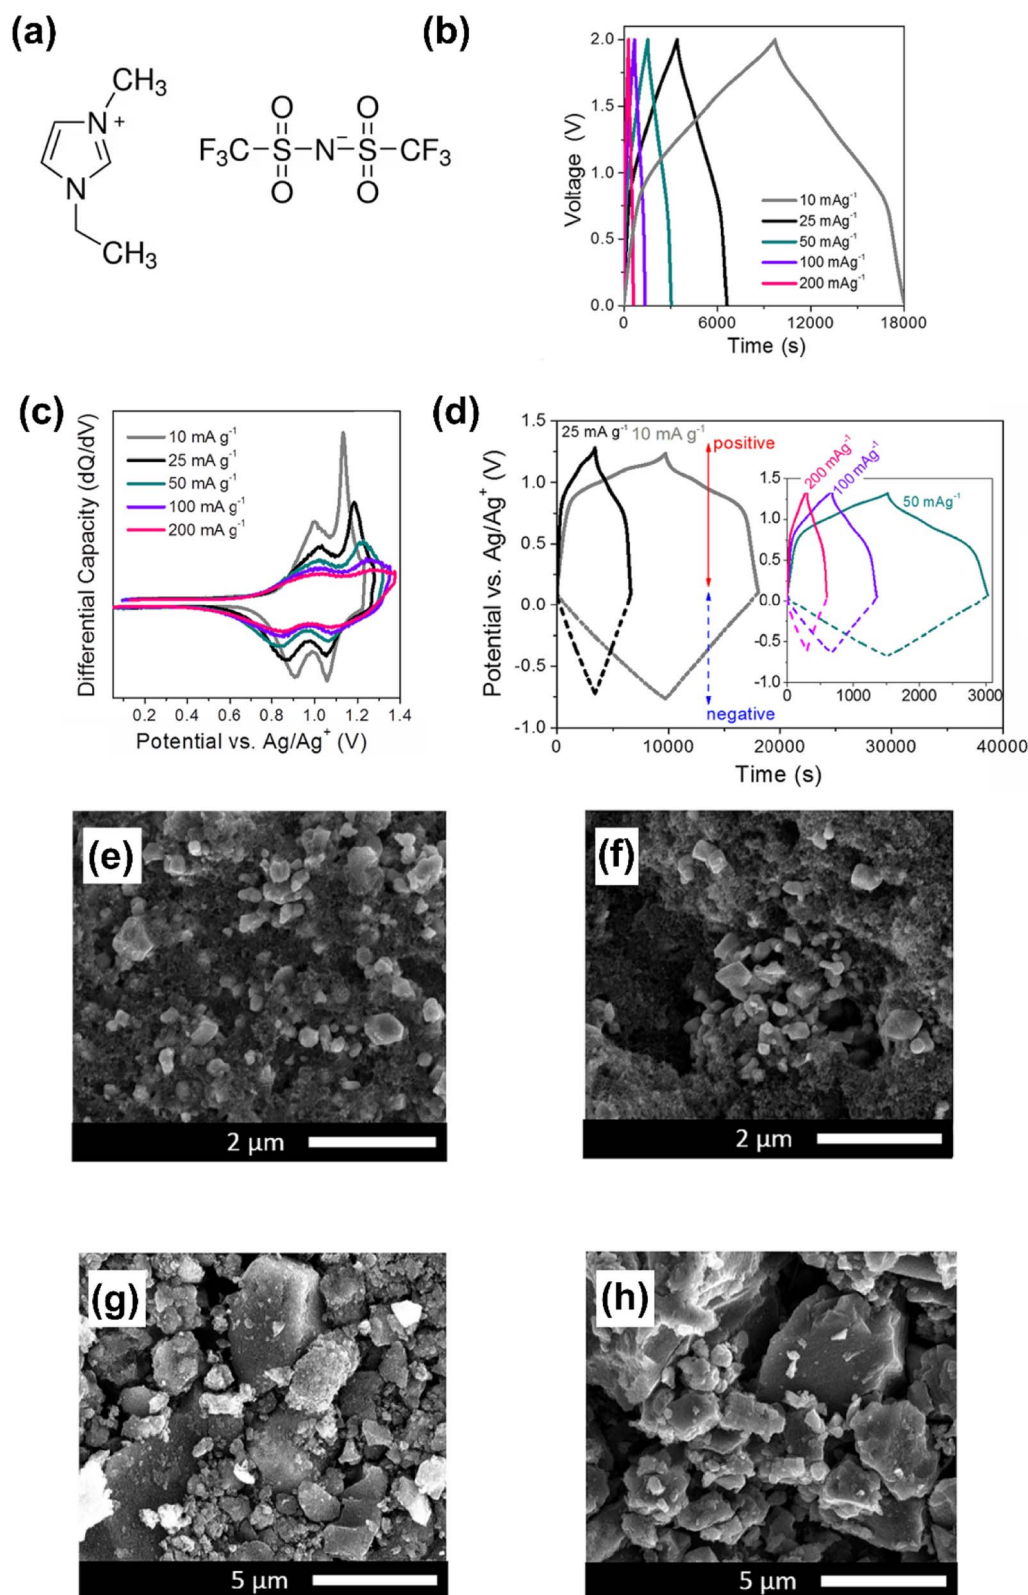 (a)
CH₃
N
+
N
CH₃
O O
F₃C–S–N⁻–S–CF₃
O O
(b)
2.0
1.5
1.0
0.5
0.0
Voltage (V)
10 mAg⁻¹
25 mAg⁻¹
50 mAg⁻¹
100 mAg⁻¹
200 mAg⁻¹
0 6000 12000 18000
Time (s)
(c)
Differential Capacity (dQ/dV)
10 mA g⁻¹
25 mA g⁻¹
50 mA g⁻¹
100 mA g⁻¹
200 mA g⁻¹
0.2 0.4 0.6 0.8 1.0 1.2 1.4
Potential vs. Ag/Ag⁺ (V)
(d)
1.5
1.0
0.5
0.0
-0.5
-1.0
Potential vs. Ag/Ag⁺ (V)
25 mA g⁻¹
10 mA g⁻¹
positive
negative
200 mAg⁻¹
100 mAg⁻¹
50 mAg⁻¹
1.5
1.0
0.5
0.0
-0.5
-1.0
0 1000 2000 3000
0 10000 20000 30000 40000
Time (s)
(e)
2 μm
(f)
2 μm
(g)
5 μm
(h)
5 μm